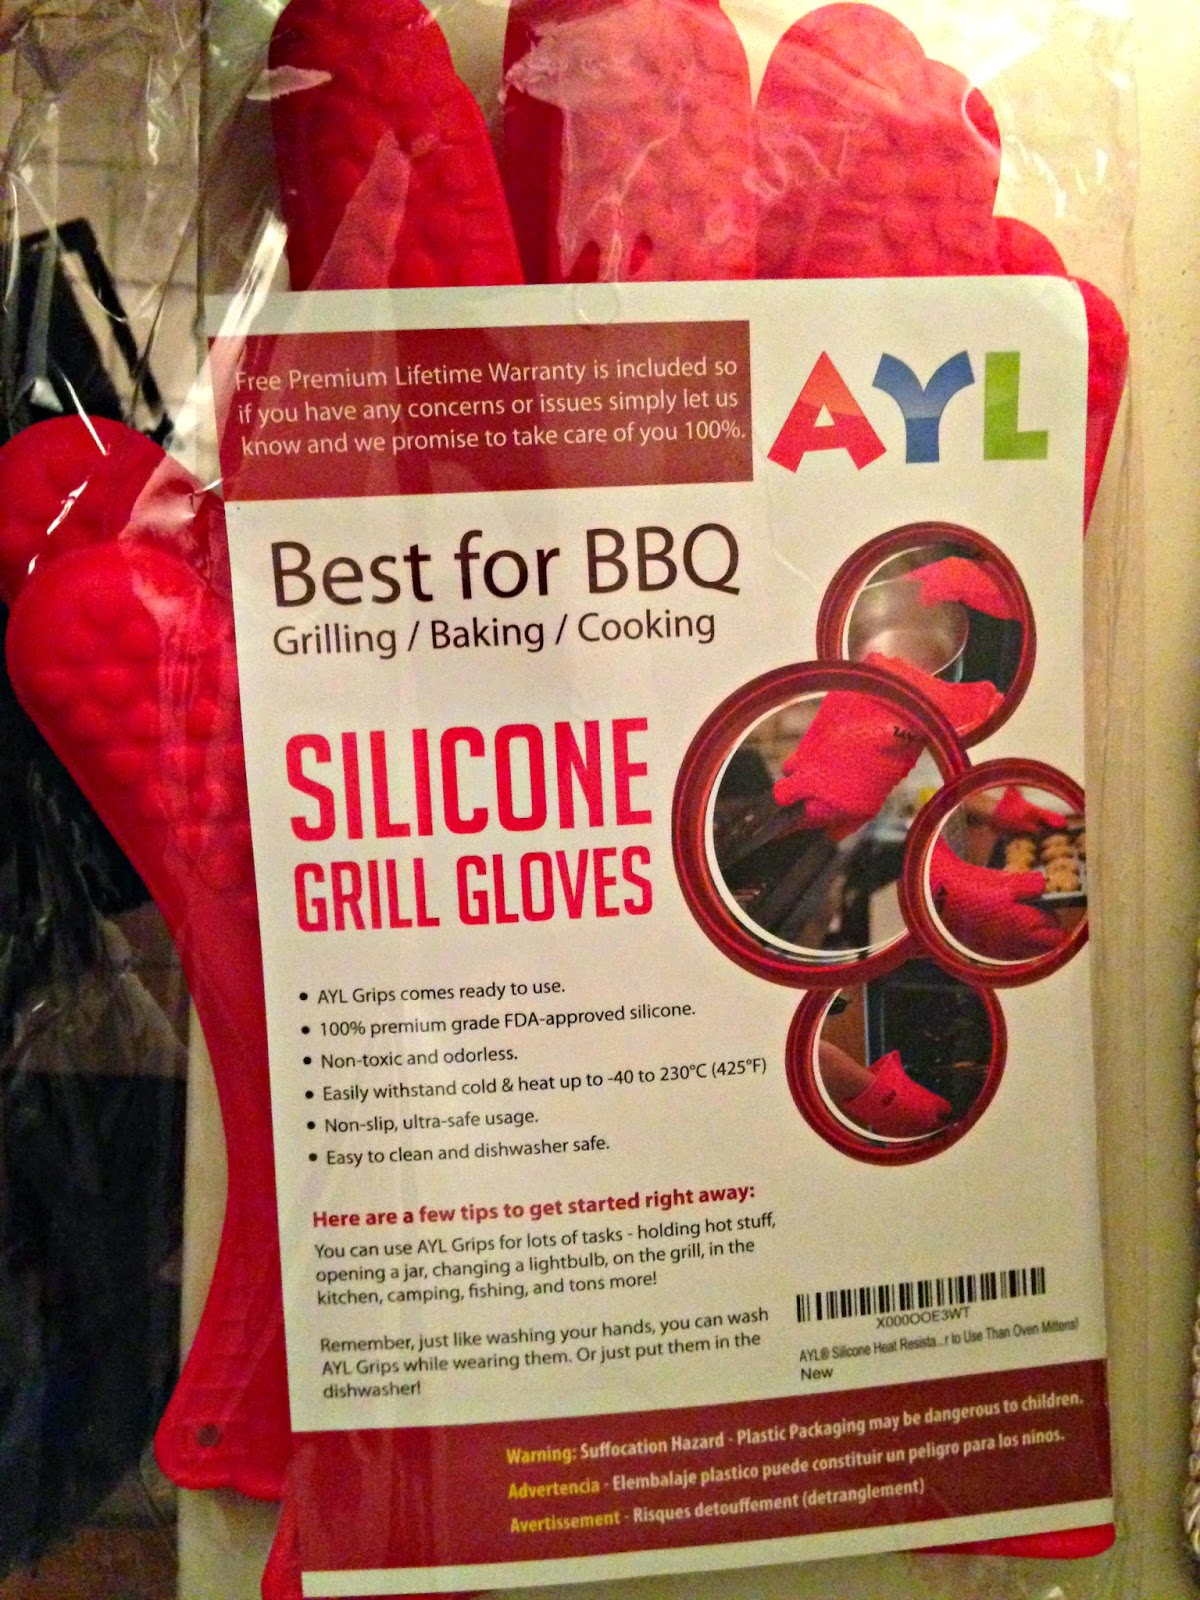 Free Premium Lifetime Warranty is included so
if you have any concerns or issues simply let us
know and we promise to take care of you 100%.
AYL
Best for BBQ
Grilling / Baking / Cooking
SILICONE
GRILL GLOVES
• AYL Grips comes ready to use.
• 100% premium grade FDA-approved silicone.
• Non-toxic and odorless.
• Easily withstand cold & heat up to -40 to 230°C (425°F)
• Non-slip, ultra-safe usage.
• Easy to clean and dishwasher safe.
Here are a few tips to get started right away:
You can use AYL Grips for lots of tasks - holding hot stuff,
opening a jar, changing a lightbulb, on the grill, in the
kitchen, camping, fishing, and tons more!
Remember, just like washing your hands, you can wash
AYL Grips while wearing them. Or just put them in the
dishwasher!
X000OOE3WT
AYL® Silicone Heat Resista...r to Use Than Oven Mittens!
New
Warning: Suffocation Hazard - Plastic Packaging may be dangerous to children.
Advertencia - Elembalaje plastico puede constituir un peligro para los ninos.
Avertissement - Risques detouffement (detranglement)